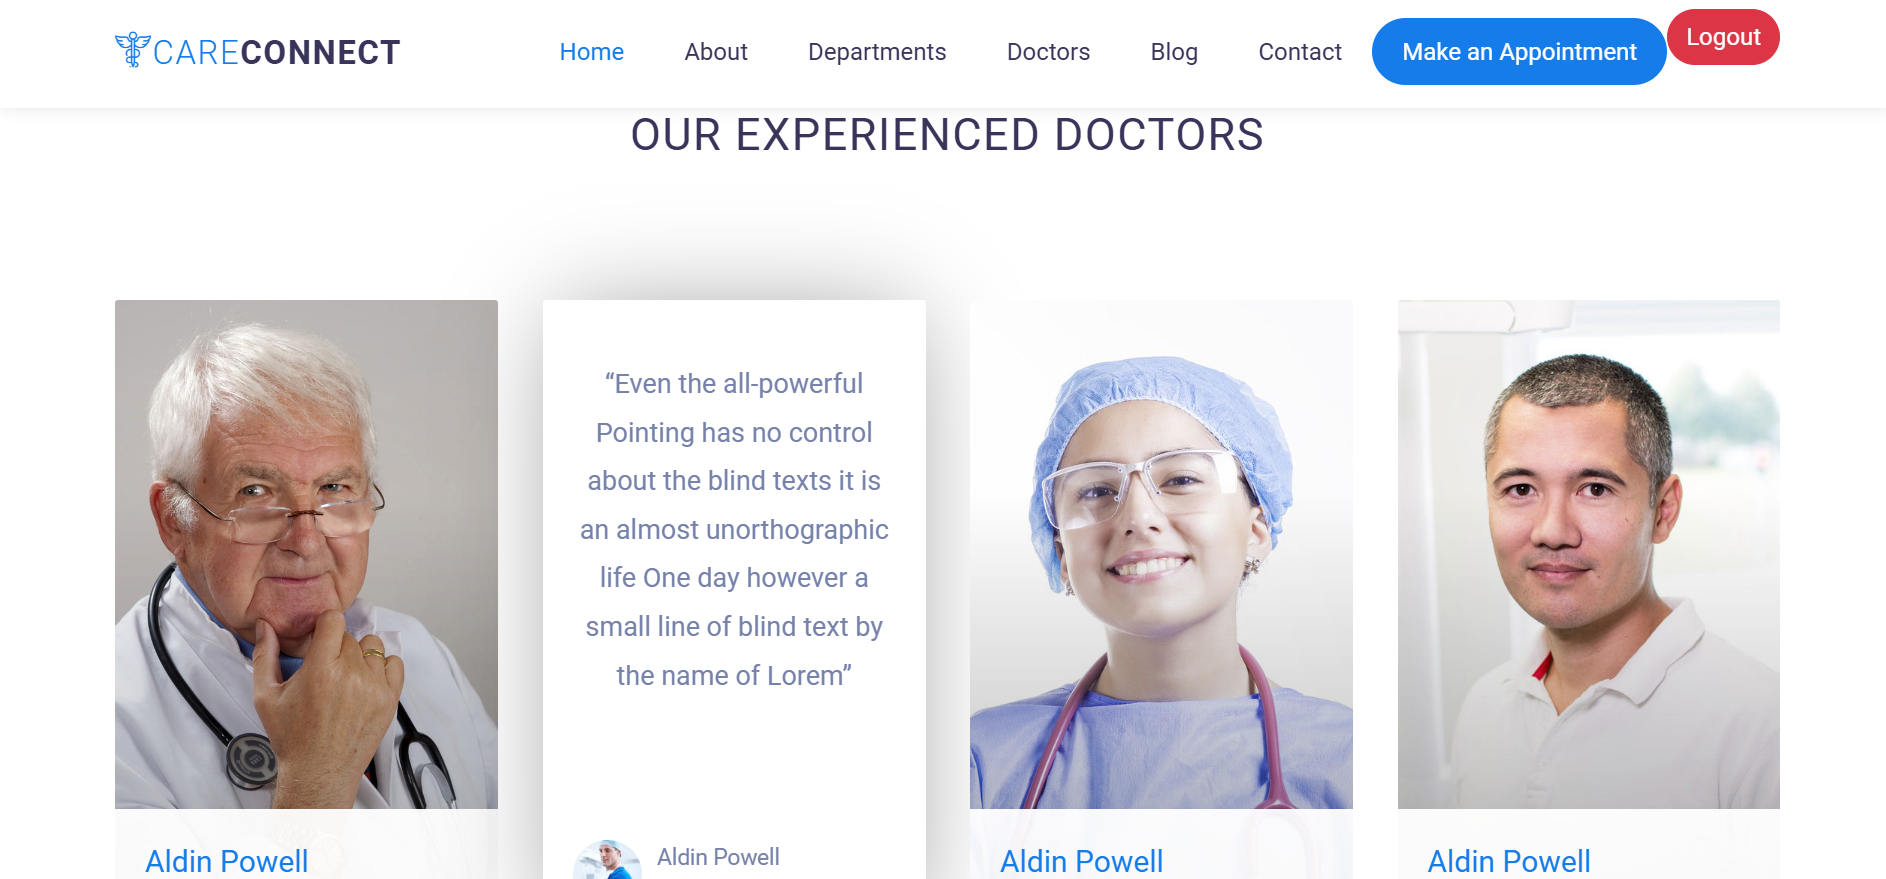 CARECONNECT
Home
About
Departments
Doctors
Blog
Contact
Make an Appointment
Logout
OUR EXPERIENCED DOCTORS
“Even the all-powerful
Pointing has no control
about the blind texts it is
an almost unorthographic
life One day however a
small line of blind text by
the name of Lorem”
Aldin Powell
Aldin Powell
Aldin Powell
Aldin Powell